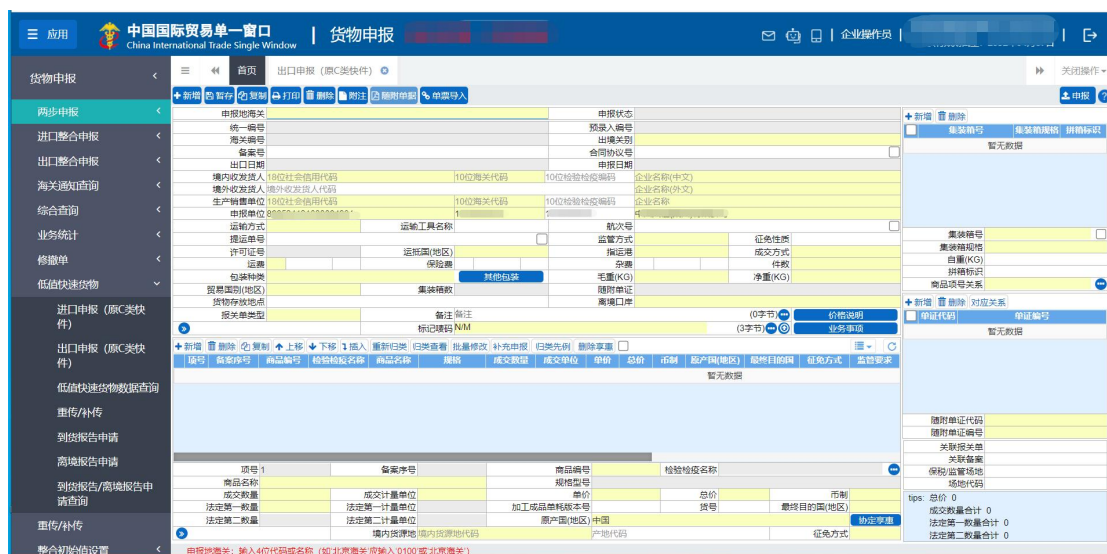 应用
中国国际贸易单一窗口
China International Trade Single Window
货物申报
企业操作员
货物申报
首页
出口申报（原C类快件）
关闭操作
两步申报
进口整合申报
出口整合申报
海关通知查询
综合查询
业务统计
修撤单
低值快速货物
进口申报（原C类快件）
出口申报（原C类快件）
低值快速货物数据查询
重传/补传
到货报告申请
离境报告申请
到货报告/离境报告申请查询
重传/补传
整合初始值设置
新增 暂存 复制 打印 删除 附注 随附单据 单票导入
申报
申报地海关 申报状态
统一编号 预录入编号
海关编号 出境关别
备案号 合同协议号
出口日期 申报日期
境内收发货人 18位社会信用代码 10位海关代码 10位检验检疫编码 企业名称(中文)
境外收发货人 境外收发货人代码 企业名称(外文)
生产销售单位 18位社会信用代码 10位海关代码 10位检验检疫编码 企业名称
申报单位
运输方式 运输工具名称 航次号
提运单号 监管方式 征免性质
许可证号 运抵国(地区) 指运港 成交方式
运费 保险费 杂费 件数
包装种类 其他包装 毛重(KG) 净重(KG)
贸易国别(地区) 集装箱数 随附单证
货物存放地点 离境口岸
报关单类型 备注 备注 (0字节) 价格说明
标记唛码 N/M (3字节) 业务事项
新增 删除 复制 上移 下移 插入 重新归类 归类查看 批量修改 补充申报 归类先例 删除享惠
项号 备案序号 商品编号 检验检疫名称 商品名称 规格 成交数量 成交单位 单价 总价 币制 原产国(地区) 最终目的国 征免方式 监管要求
暂无数据
项号 1 备案序号 商品编号 检验检疫名称
商品名称 规格型号
成交数量 成交计量单位 单价 总价 币制
法定第一数量 法定第一计量单位 加工成品单耗版本号 货号 最终目的国(地区)
法定第二数量 法定第二计量单位 原产国(地区) 中国 协定享惠
境内货源地 境内货源地代码 产地代码 征免方式
申报地海关：输入4位代码或名称（如'北京海关'应输入'0100'或'北京海关'）
新增 删除
集装箱号 集装箱规格 拼箱标识
暂无数据
集装箱号
集装箱规格
自重(KG)
拼箱标识
商品项号关系
新增 删除 对应关系
单证代码 单证编号
暂无数据
随附单证代码
随附单证编号
关联报关单
关联备案
保税/监管场地
场地代码
tips: 总价 0
成交数量合计 0
法定第一数量合计 0
法定第二数量合计 0